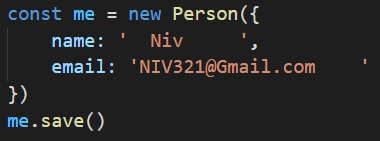 const me = new Person({
    name: '  Niv     ',
    email: 'NIV321@Gmail.com    '
})
me.save()